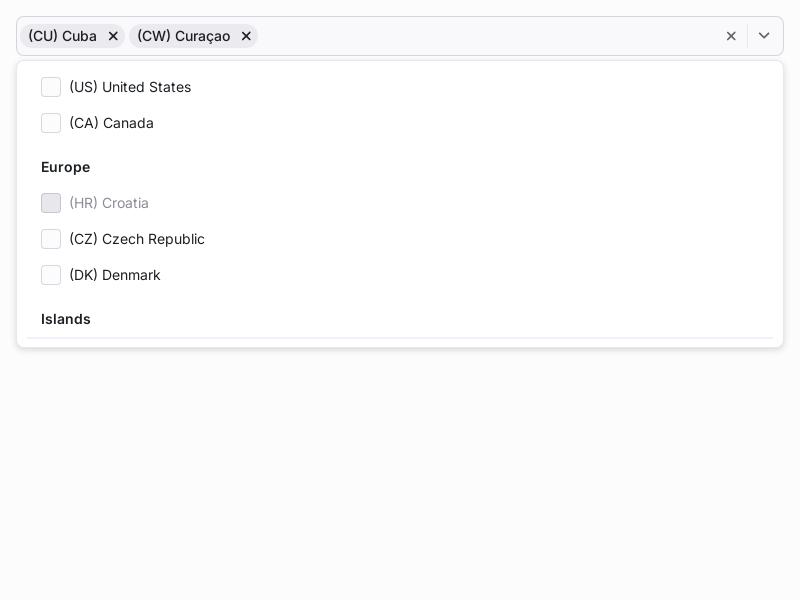 (CU) Cuba (CW) Curaçao
(US) United States
(CA) Canada
Europe
(HR) Croatia
(CZ) Czech Republic
(DK) Denmark
Islands